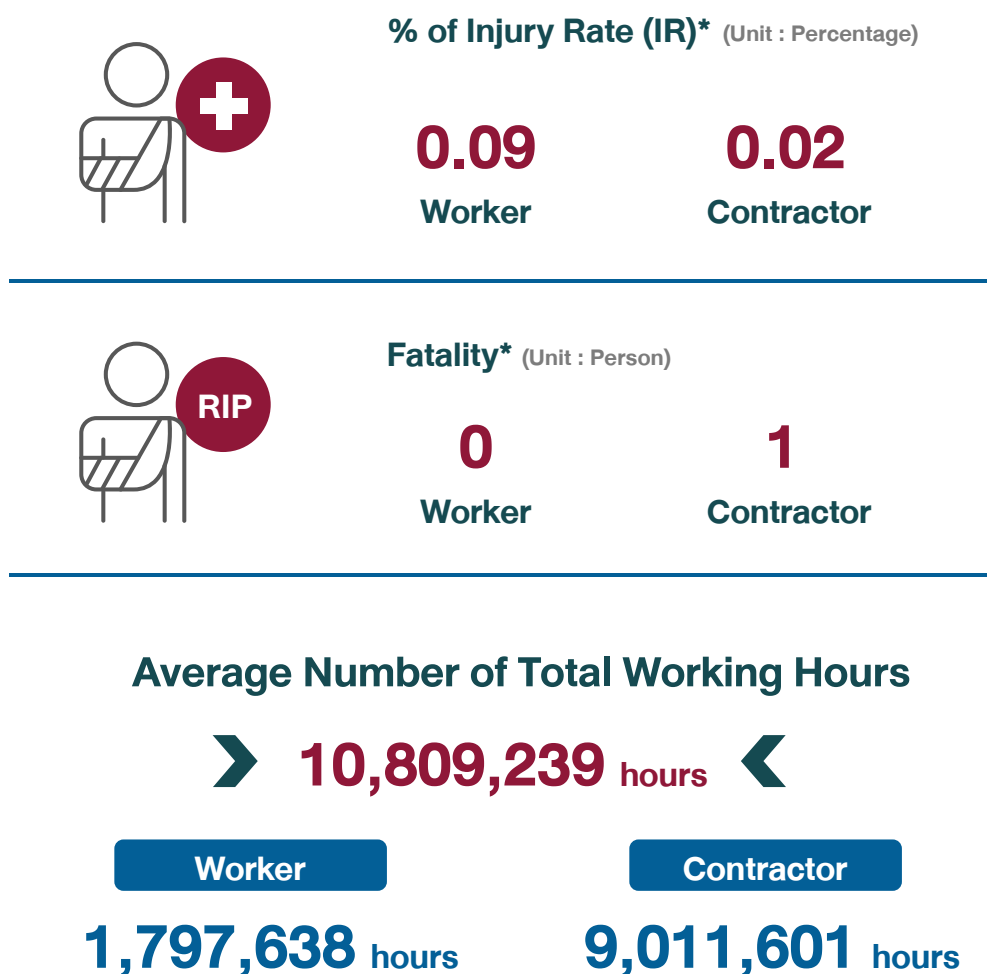 % of Injury Rate (IR)* (Unit : Percentage)
0.09 0.02
Worker Contractor
Fatality* (Unit : Person)
RIP
0 1
Worker Contractor
Average Number of Total Working Hours
10,809,239 hours
Worker Contractor
1,797,638 hours 9,011,601 hours